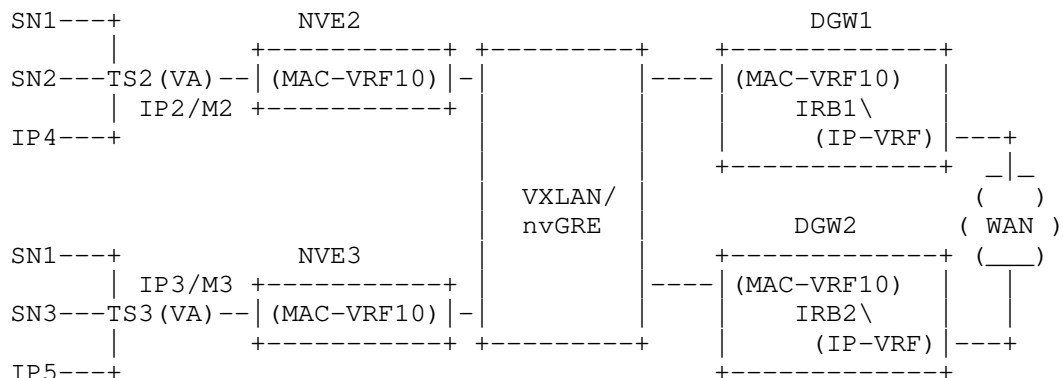 SN1---+ NVE2 DGW1
| +-----------+ +---------+ +-------------+
SN2---TS2(VA)--|(MAC-VRF10)|-| |----|(MAC-VRF10) |
| IP2/M2 +-----------+ | | | IRB1\ |
IP4---+ | | | (IP-VRF)|---+
| | +-------------+ _|_
| VXLAN/ | ( )
| nvGRE | DGW2 ( WAN )
SN1---+ NVE3 | | +-------------+ (___)
| IP3/M3 +-----------+ | |----|(MAC-VRF10) | |
SN3---TS3(VA)--|(MAC-VRF10)|-| | | IRB2\ | |
| +-----------+ +---------+ | (IP-VRF)|---+
IP5---+ +-------------+